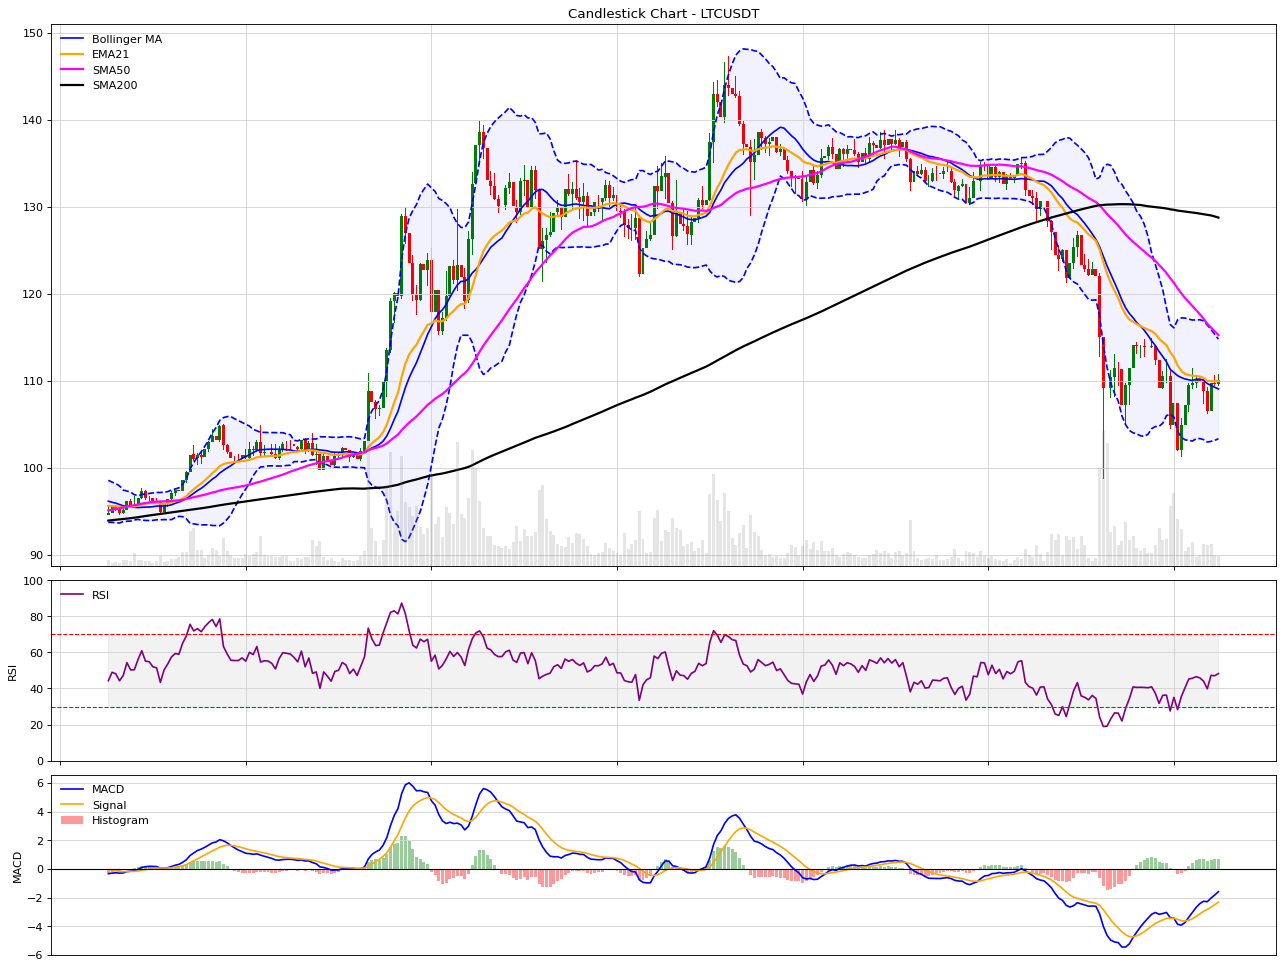 Candlestick Chart - LTCUSDT
150
140
130
120
110
100
90
Bollinger MA
EMA21
SMA50
SMA200
100
80
60
40
20
0
RSI
RSI
6
4
2
0
−2
−4
−6
MACD
MACD
Signal
Histogram